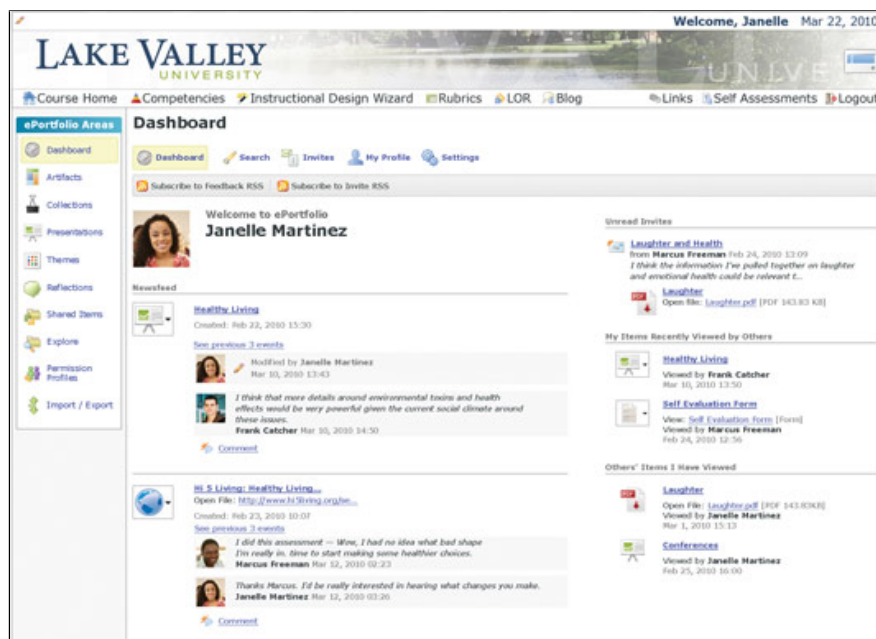 Welcome, Janelle Mar 22, 2010
LAKE VALLEY
UNIVERSITY
UNIVE
Course Home Competencies Instructional Design Wizard Rubrics LOR Blog Links Self Assessments Logout
ePortfolio Areas
Dashboard
Artifacts
Collections
Presentations
Themes
Reflections
Shared Items
Explore
Permission
Profiles
Import / Export
Dashboard
Dashboard Search Invites My Profile Settings
Subscribe to Feedback RSS Subscribe to Invite RSS
Welcome to ePortfolio
Janelle Martinez
Newsfeed
Healthy Living
Created: Feb 22, 2010 15:30
See previous 3 events
Modified by Janelle Martinez
Mar 10, 2010 13:43
I think that more details around environmental toxins and health
effects would be very powerful given the current social climate around
these issues.
Frank Catcher Mar 10, 2010 14:50
Comment
Hi 5 Living: Healthy Living...
Open File: http://www.hi5living.org/se...
Created: Feb 23, 2010 10:07
See previous 3 events
I did this assessment — Wow, I had no idea what bad shape
I'm really in. time to start making some healthier choices.
Marcus Freeman Mar 12, 2010 02:23
Thanks Marcus. I'd be really interested in hearing what changes you make.
Janelle Martinez Mar 12, 2010 03:26
Comment
Unread Invites
Laughter and Health
from Marcus Freeman Feb 24, 2010 13:09
I think the information I've pulled together on laughter
and emotional health could be relevant t...
PDF
Laughter
Open file: Laughter.pdf [PDF 143.83 KB]
My Items Recently Viewed by Others
Healthy Living
Viewed by Frank Catcher
Mar 10, 2010 13:50
Self Evaluation Form
View: Self Evaluation Form [Form]
Viewed by Marcus Freeman
Feb 24, 2010 12:56
Others' Items I Have Viewed
PDF
Laughter
Open File: Laughter.pdf [PDF 143.83KB]
Viewed by Janelle Martinez
Mar 1, 2010 15:13
Conferences
Viewed by Janelle Martinez
Feb 25, 2010 16:00